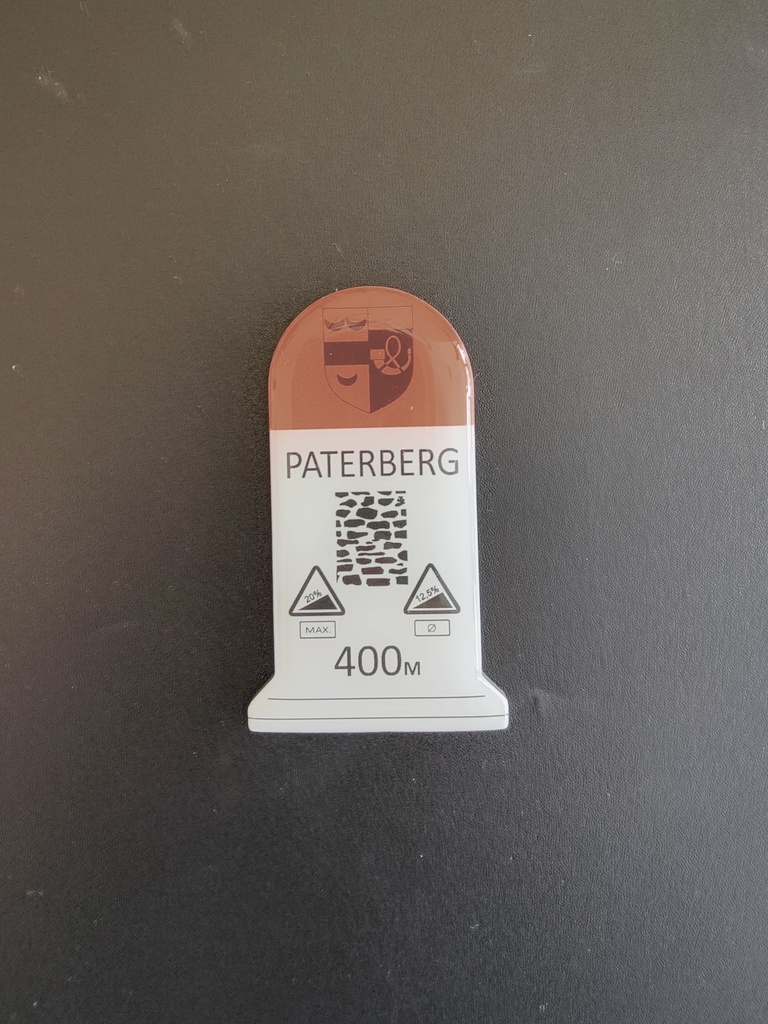 PATERBERG
20% 12,5%
MAX. Ø
400M